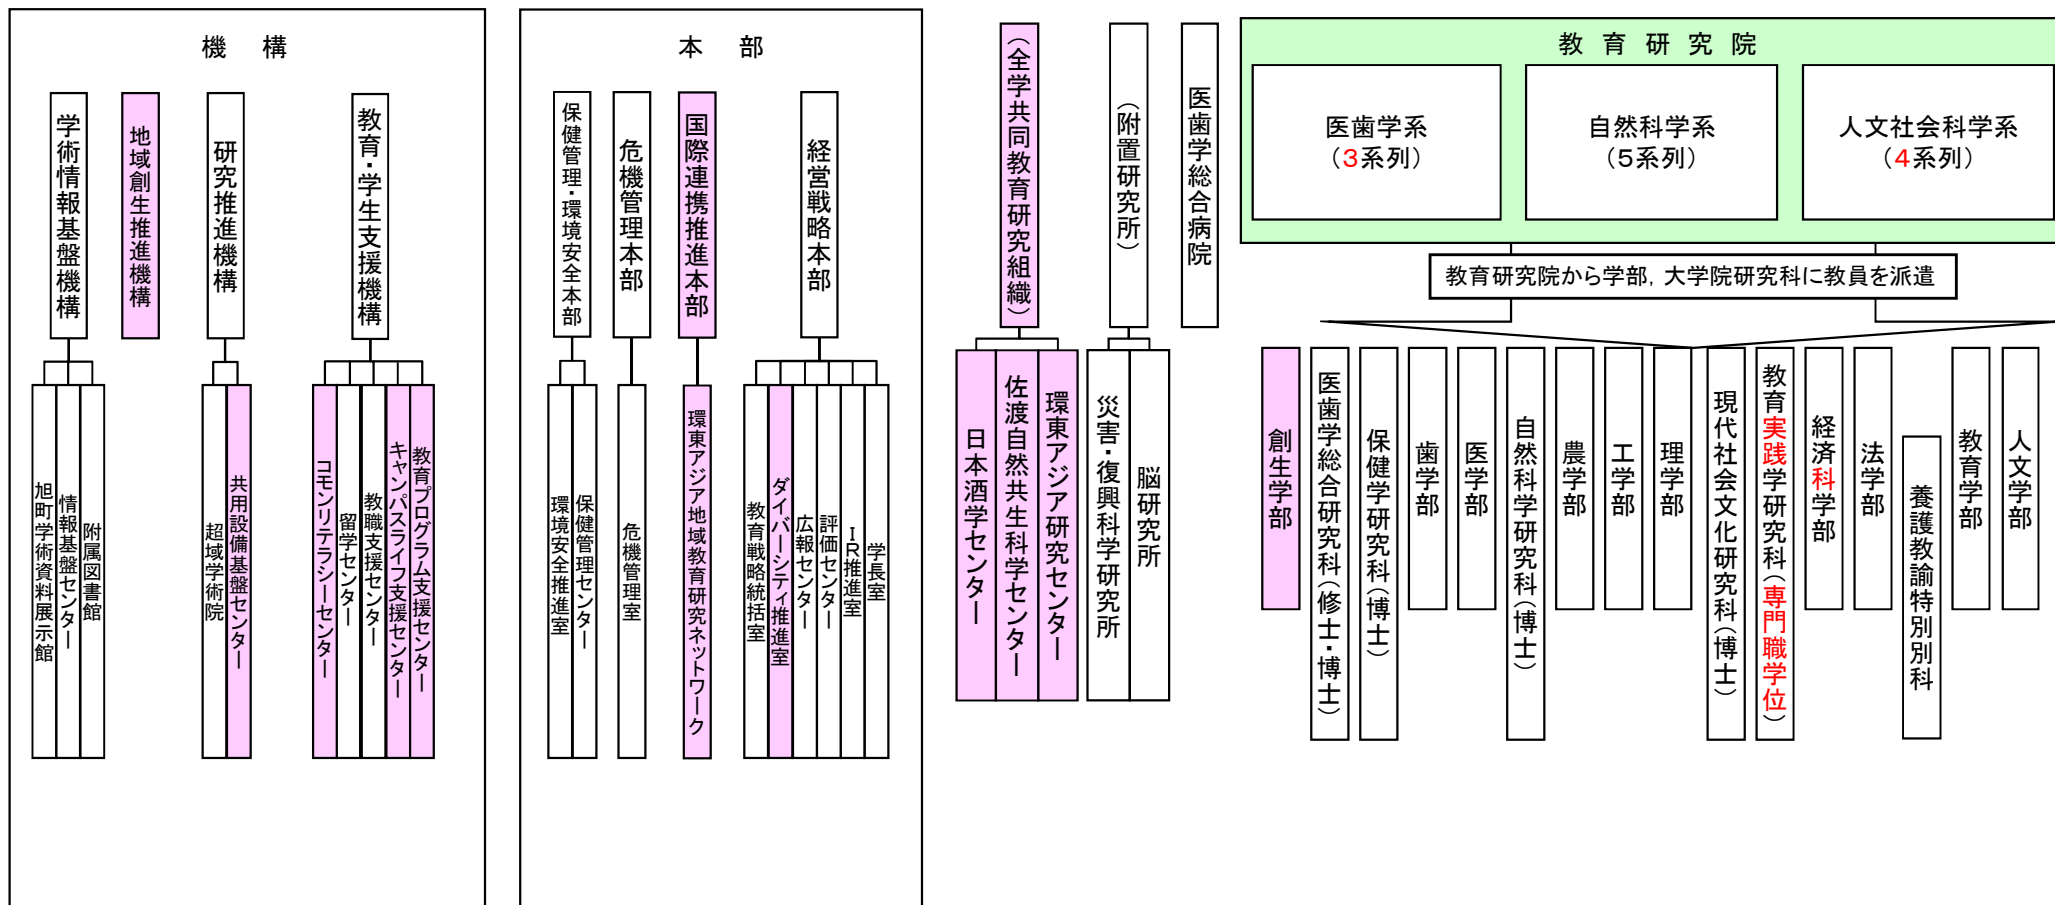 機 構
学術情報基盤機構
地域創生推進機構
研究推進機構
教育・学生支援機構
旭町学術資料展示館
情報基盤センター
附属図書館
超域学術院
共用設備基盤センター
コモンリテラシーセンター
留学センター
教職支援センター
キャンパスライフ支援センター
教育プログラム支援センター
本 部
保健管理・環境安全本部
危機管理本部
国際連携推進本部
経営戦略本部
環境安全推進室
保健管理センター
危機管理室
環東アジア地域教育研究ネットワーク
教育戦略統括室
ダイバーシティ推進室
広報センター
評価センター
IR推進室
学長室
（全学共同教育研究組織）
日本酒学センター
佐渡自然共生科学センター
環東アジア研究センター
（附置研究所）
災害・復興科学研究所
脳研究所
医歯学総合病院
教 育 研 究 院
医歯学系
（3系列）
自然科学系
（5系列）
人文社会科学系
（4系列）
教育研究院から学部, 大学院研究科に教員を派遣
創生学部
医歯学総合研究科（修士・博士）
保健学研究科（博士）
歯学部
医学部
自然科学研究科（博士）
農学部
工学部
理学部
現代社会文化研究科（博士）
教育実践学研究科（専門職学位）
経済科学部
法学部
養護教諭特別別科
教育学部
人文学部